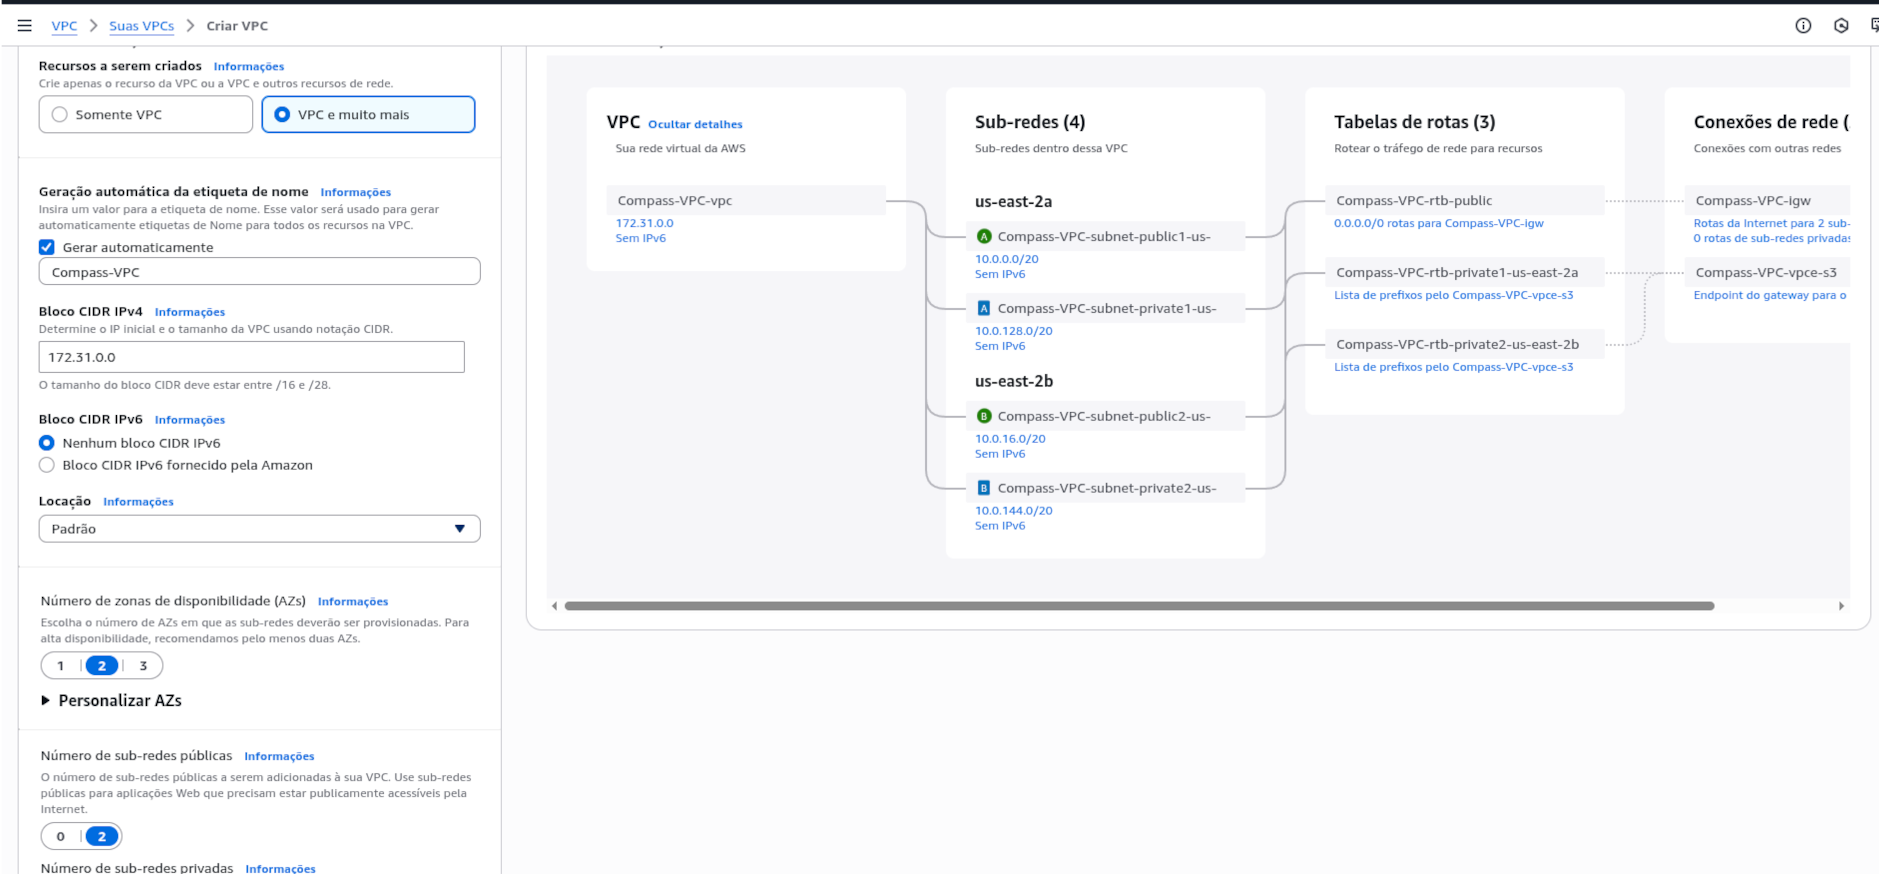 VPC
Suas VPCs
Criar VPC
Recursos a serem criados Informações
Crie apenas o recurso da VPC ou a VPC e outros recursos de rede.
Somente VPC
VPC e muito mais
Geração automática da etiqueta de nome Informações
Insira um valor para a etiqueta de nome. Esse valor será usado para gerar
automaticamente etiquetas de Nome para todos os recursos na VPC.
Gerar automaticamente
Compass-VPC
Bloco CIDR IPv4 Informações
Determine o IP inicial e o tamanho da VPC usando notação CIDR.
172.31.0.0
O tamanho do bloco CIDR deve estar entre /16 e /28.
Bloco CIDR IPv6 Informações
Nenhum bloco CIDR IPv6
Bloco CIDR IPv6 fornecido pela Amazon
Locação Informações
Padrão
Número de zonas de disponibilidade (AZs) Informações
Escolha o número de AZs em que as sub-redes deverão ser provisionadas. Para
alta disponibilidade, recomendamos pelo menos duas AZs.
1 2 3
Personalizar AZs
Número de sub-redes públicas Informações
O número de sub-redes públicas a serem adicionadas à sua VPC. Use sub-redes
públicas para aplicações Web que precisam estar publicamente acessíveis pela
Internet.
0 2
Número de sub-redes privadas Informações
VPC Ocultar detalhes
Sua rede virtual da AWS
Compass-VPC-vpc
172.31.0.0
Sem IPv6
Sub-redes (4)
Sub-redes dentro dessa VPC
us-east-2a
A Compass-VPC-subnet-public1-us-
10.0.0.0/20
Sem IPv6
A Compass-VPC-subnet-private1-us-
10.0.128.0/20
Sem IPv6
us-east-2b
B Compass-VPC-subnet-public2-us-
10.0.16.0/20
Sem IPv6
B Compass-VPC-subnet-private2-us-
10.0.144.0/20
Sem IPv6
Tabelas de rotas (3)
Rotear o tráfego de rede para recursos
Compass-VPC-rtb-public
0.0.0.0/0 rotas para Compass-VPC-igw
Compass-VPC-rtb-private1-us-east-2a
Lista de prefixos pelo Compass-VPC-vpce-s3
Compass-VPC-rtb-private2-us-east-2b
Lista de prefixos pelo Compass-VPC-vpce-s3
Conexões de rede (
Conexões com outras redes
Compass-VPC-igw
Rotas da Internet para 2 sub-
0 rotas de sub-redes privadas
Compass-VPC-vpce-s3
Endpoint do gateway para o